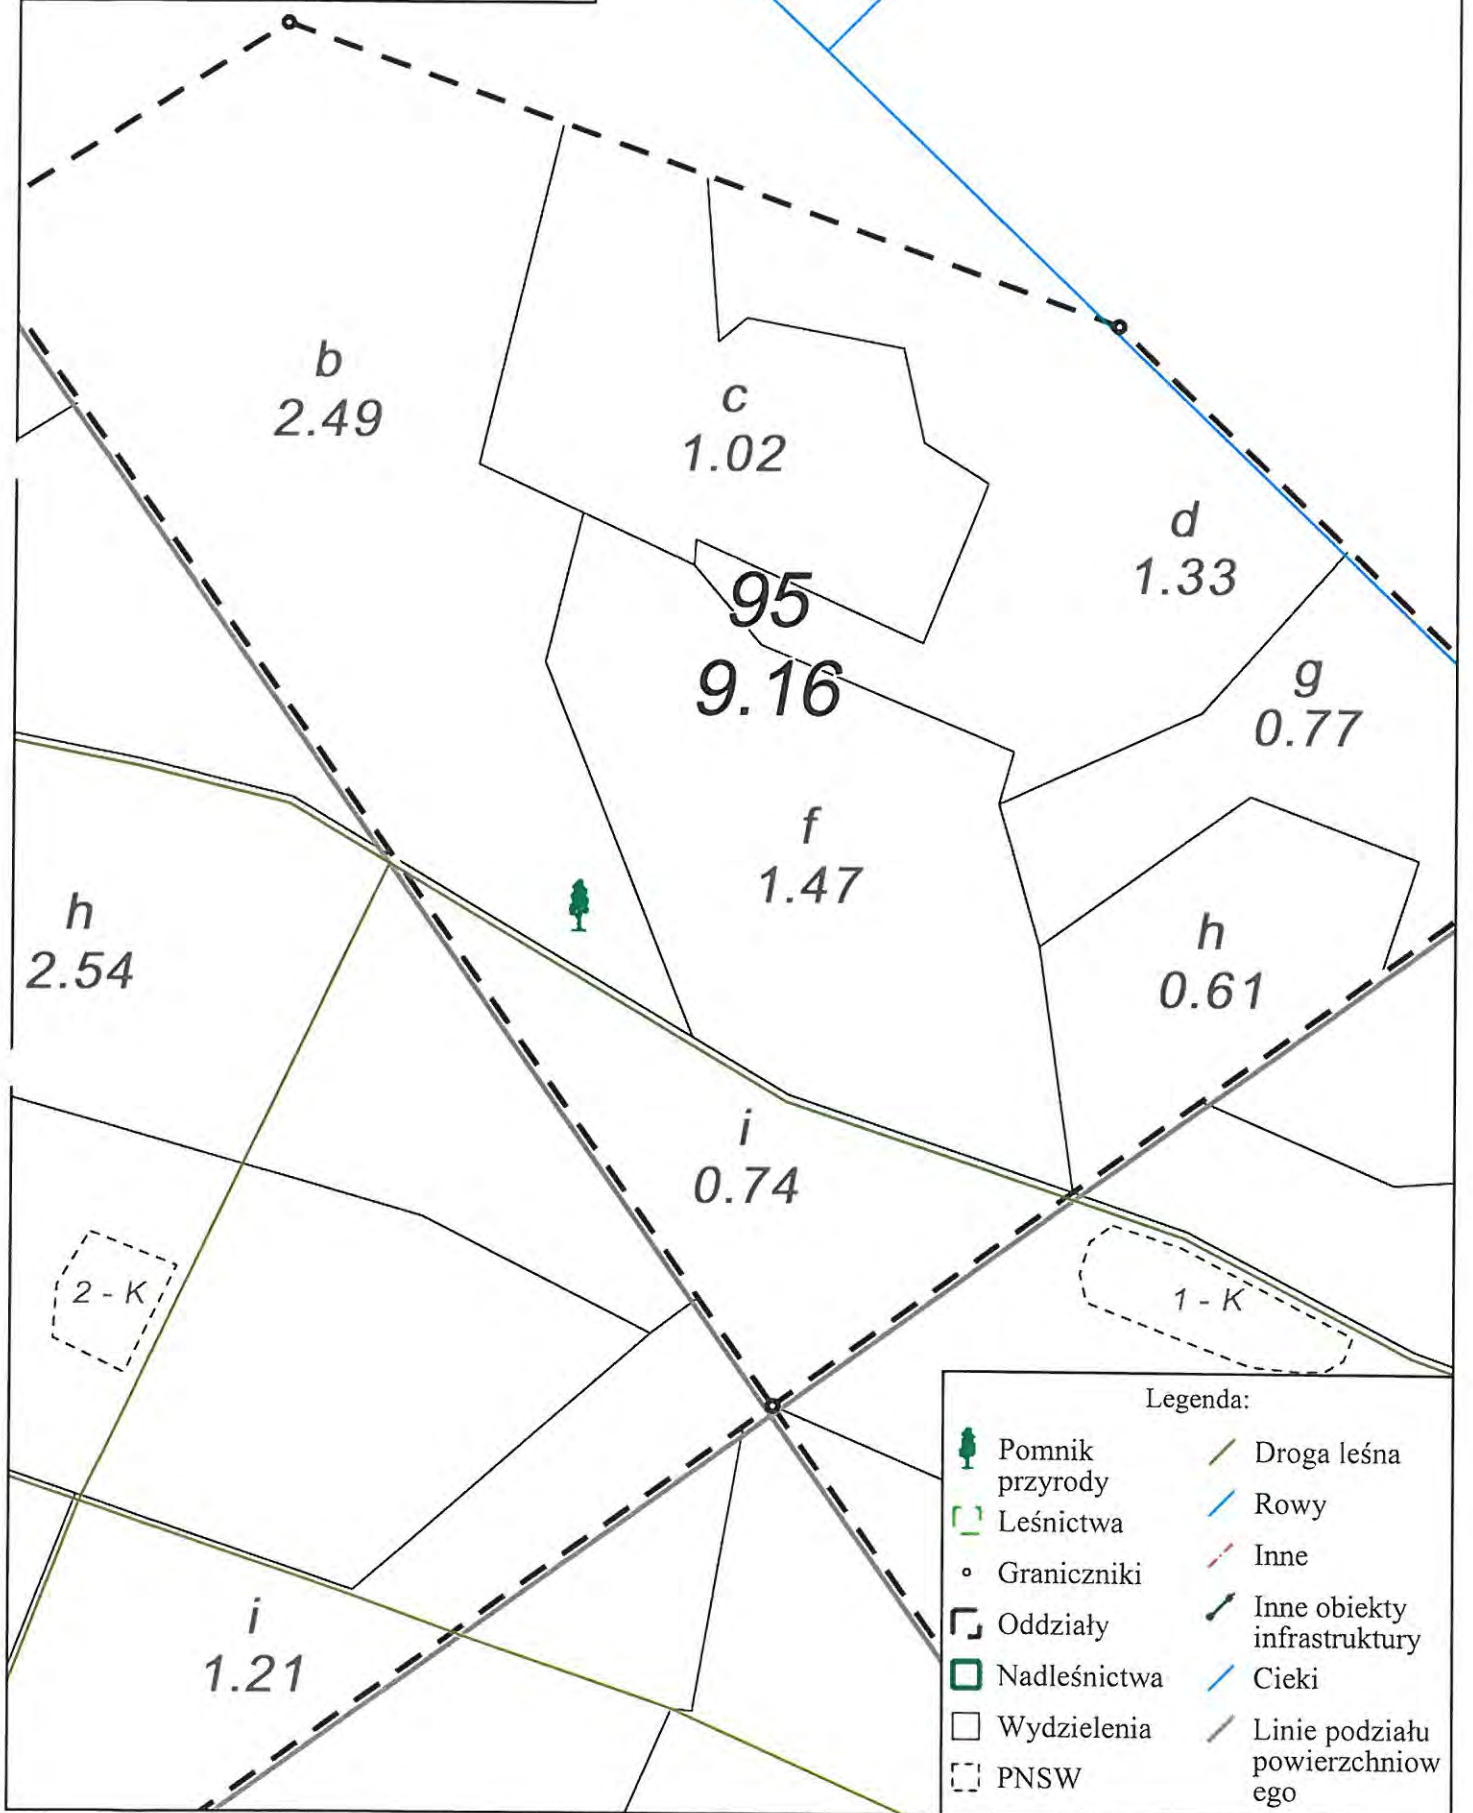 b
2.49
c
1.02
d
1.33
95
9.16
g
0.77
f
1.47
h
2.54
h
0.61
i
0.74
2 - K
1 - K
i
1.21
Legenda:
Pomnik
przyrody
Leśnictwa
Graniczniki
Oddziały
Nadleśnictwa
Wydzielenia
PNSW
Droga leśna
Rowy
Inne
Inne obiekty
infrastruktury
Cieki
Linie podziału
powierzchniow
ego